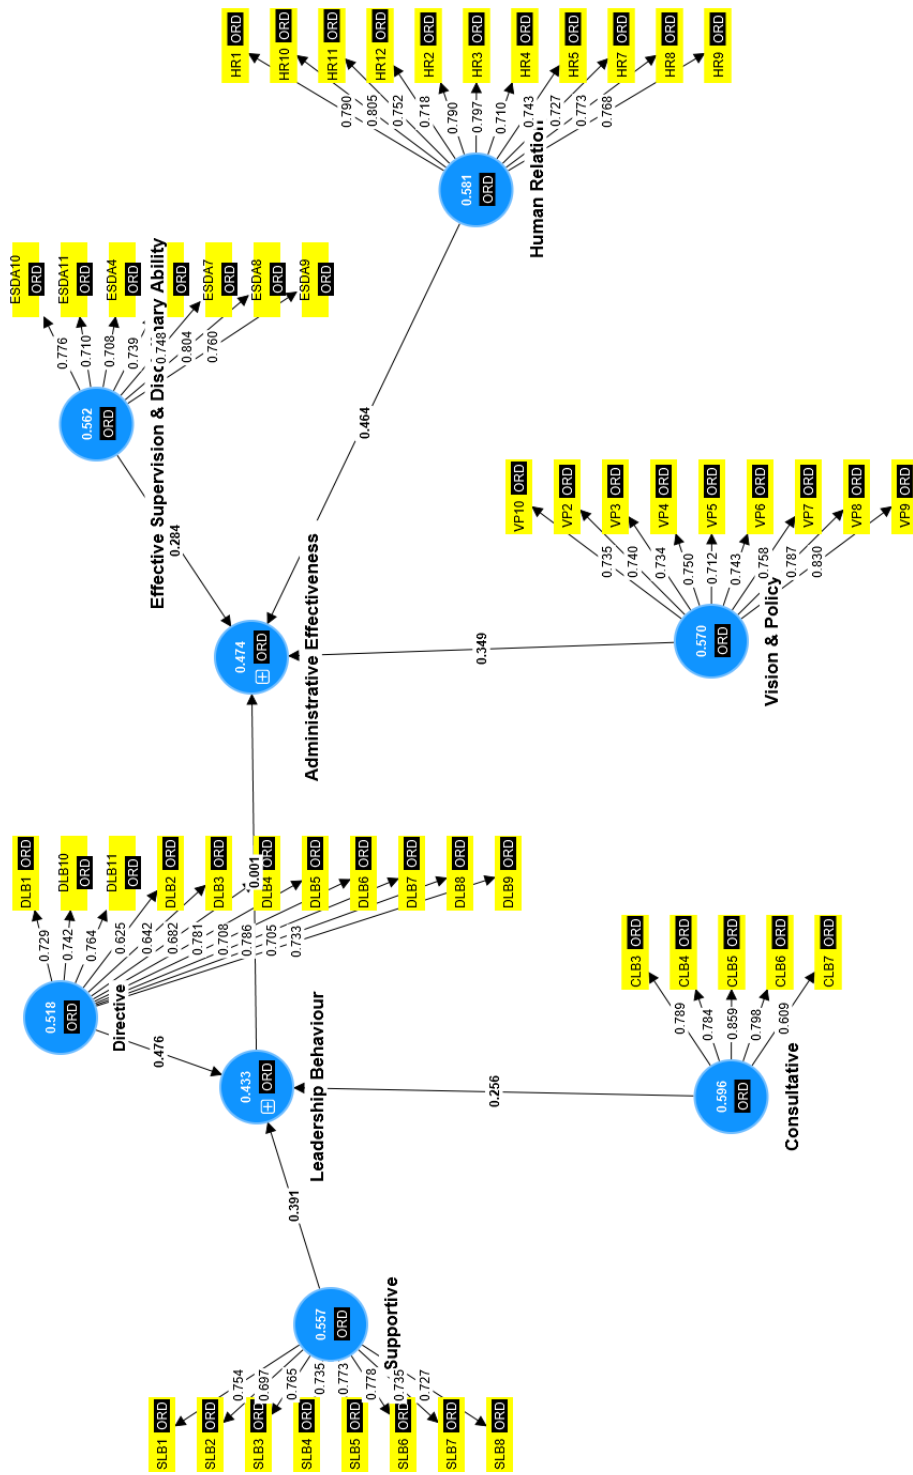 SLB1 ORD
SLB2 ORD
SLB3 ORD
SLB4 ORD
SLB5 ORD
SLB6 ORD
SLB7 ORD
SLB8 ORD
0.754
0.697
0.765
0.735
0.773
0.778
0.735
0.727
0.557
ORD
Supportive
0.391
0.518
ORD
Directive
0.476
0.729
0.742
0.764
0.625
0.642
0.682
0.781
0.708
0.786
0.705
0.733
DLB1 ORD
DLB10
ORD
DLB11
ORD
DLB2 ORD
DLB3 ORD
DLB4 ORD
DLB5 ORD
DLB6 ORD
DLB7 ORD
DLB8 ORD
DLB9 ORD
0.433
ORD
Leadership Behaviour
0.256
0.596
ORD
Consultative
0.789
0.784
0.859
0.798
0.609
CLB3 ORD
CLB4 ORD
CLB5 ORD
CLB6 ORD
CLB7 ORD
0.001
0.474
ORD
Administrative Effectiveness
0.284
0.562
ORD
Effective Supervision & Disc nary Ability
0.776
0.710
0.708
0.739
0.748
0.804
0.760
ESDA10
ORD
ESDA11
ORD
ESDA4
ORD
ORD
ESDA7
ORD
ESDA8
ORD
ESDA9
ORD
0.349
0.570
ORD
Vision & Policy
0.735
0.740
0.734
0.750
0.712
0.743
0.758
0.787
0.830
VP10 ORD
VP2 ORD
VP3 ORD
VP4 ORD
VP5 ORD
VP6 ORD
VP7 ORD
VP8 ORD
VP9 ORD
0.464
0.581
ORD
Human Relation
0.790
0.805
0.752
0.718
0.790
0.797
0.710
0.743
0.727
0.773
0.768
HR1 ORD
HR10 ORD
HR11 ORD
HR12 ORD
HR2 ORD
HR3 ORD
HR4 ORD
HR5 ORD
HR7 ORD
HR8 ORD
HR9 ORD